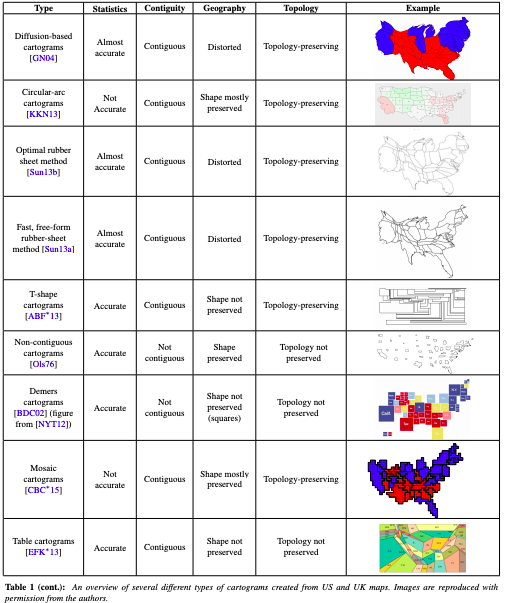 Type Statistics Contiguity Geography Topology Example
Diffusion-based
cartograms
[GN04]
Almost
accurate
Contiguous
Distorted
Topology-preserving
Circular-arc
cartograms
[KKN13]
Not
Accurate
Contiguous
Shape mostly
preserved
Topology-preserving
Optimal rubber
sheet method
[Sun13b]
Almost
accurate
Contiguous
Distorted
Topology-preserving
Fast, free-form
rubber-sheet
method [Sun13a]
Almost
accurate
Contiguous
Distorted
Topology-preserving
T-shape
cartograms
[ABF*13]
Accurate
Contiguous
Shape not
preserved
Topology-preserving
Non-contiguous
cartograms
[Ols76]
Accurate
Not
contiguous
Shape
preserved
Topology not
preserved
Demers
cartograms
[BDC02] (figure
from [NYT12])
Accurate
Not
contiguous
Shape not
preserved
(squares)
Topology not
preserved
Mosaic
cartograms
[CBC*15]
Not
accurate
Contiguous
Shape mostly
preserved
Topology-preserving
Table cartograms
[EFK*13]
Accurate
Contiguous
Shape not
preserved
Topology not
preserved
Table 1 (cont.): An overview of several different types of cartograms created from US and UK maps. Images are reproduced with
permission from the authors.